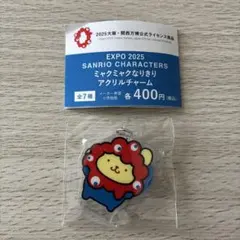 2025大阪・関西万博公式ライセンス商品
EXPO 2025
SANRIO CHARACTERS
ミャクミャクなりきり
アクリルチャーム
全7種
各400円(税込)